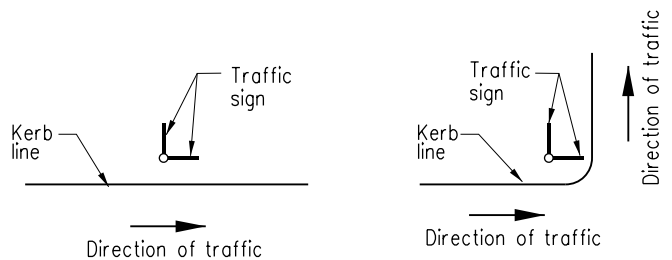 Traffic
sign
Kerb
line
Direction of traffic
Traffic
sign
Kerb
line
Direction of traffic
Direction of traffic